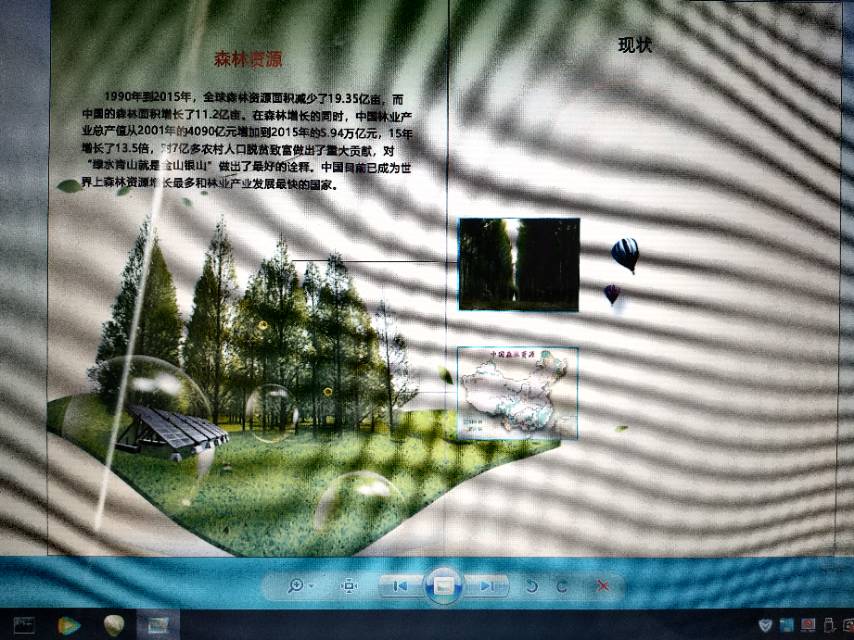 森林资源
1990年到2015年，全球森林资源面积减少了19.35亿亩，而
中国的森林面积增长了11.2亿亩。在森林增长的同时，中国林业产
业总产值从2001年的4090亿元增加到2015年的5.94万亿元，15年
增长了13.5倍，对7亿多农村人口脱贫致富做出了重大贡献，对
“绿水青山就是金山银山”做出了最好的诠释。中国目前已成为世
界上森林资源增长最多和林业产业发展最快的国家。
现状
中国森林资源